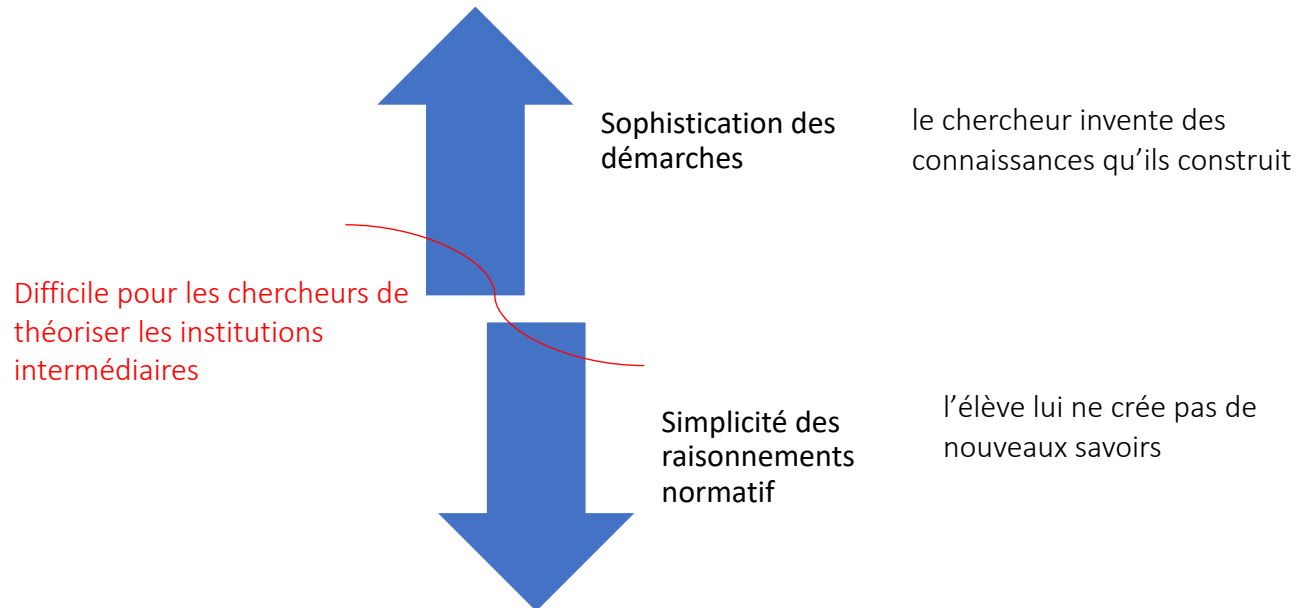 Sophistication des
démarches
le chercheur invente des
connaissances qu’ils construit
Difficile pour les chercheurs de
théoriser les institutions
intermédiaires
Simplicité des
raisonnements
normatif
l’élève lui ne crée pas de
nouveaux savoirs